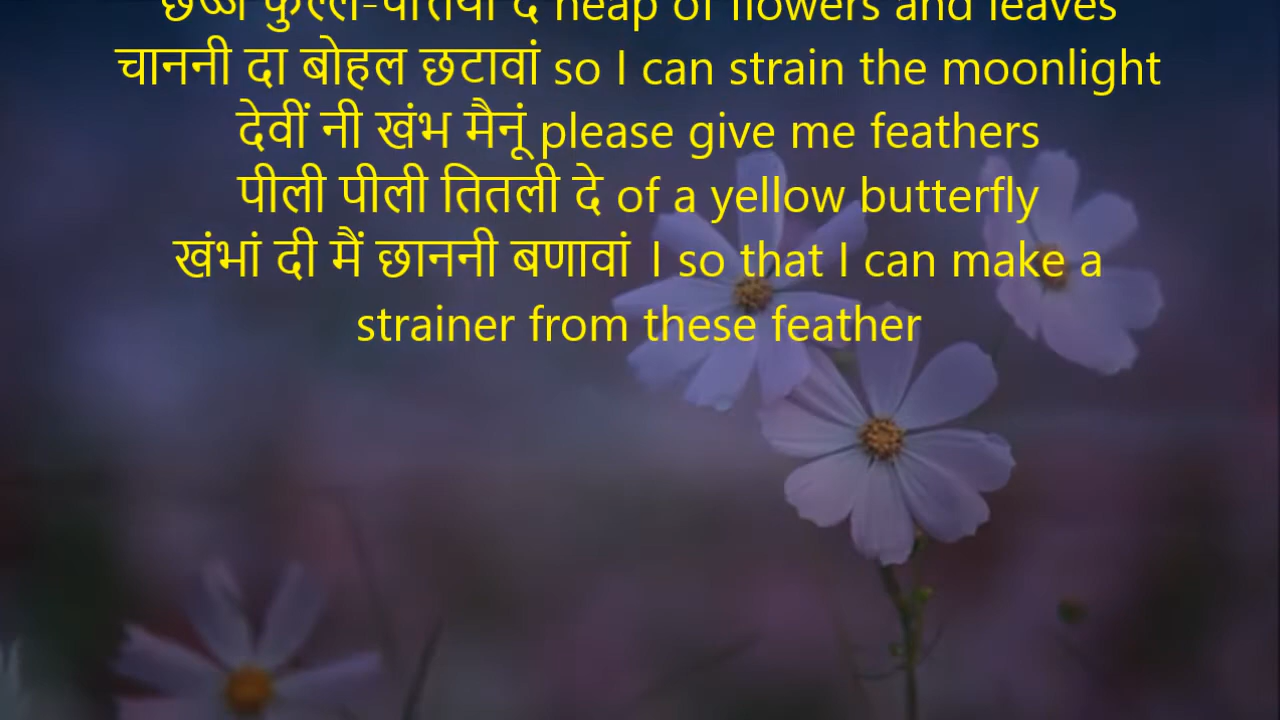 छज्ज फुल्ल-पत्तियां दे heap of flowers and leaves
चाननी दा बोहल छटावां so I can strain the moonlight
देवीं नी खंभ मैनूं please give me feathers
पीली पीली तितली दे of a yellow butterfly
खंभां दी मैं छाननी बणावां । so that I can make a
strainer from these feather